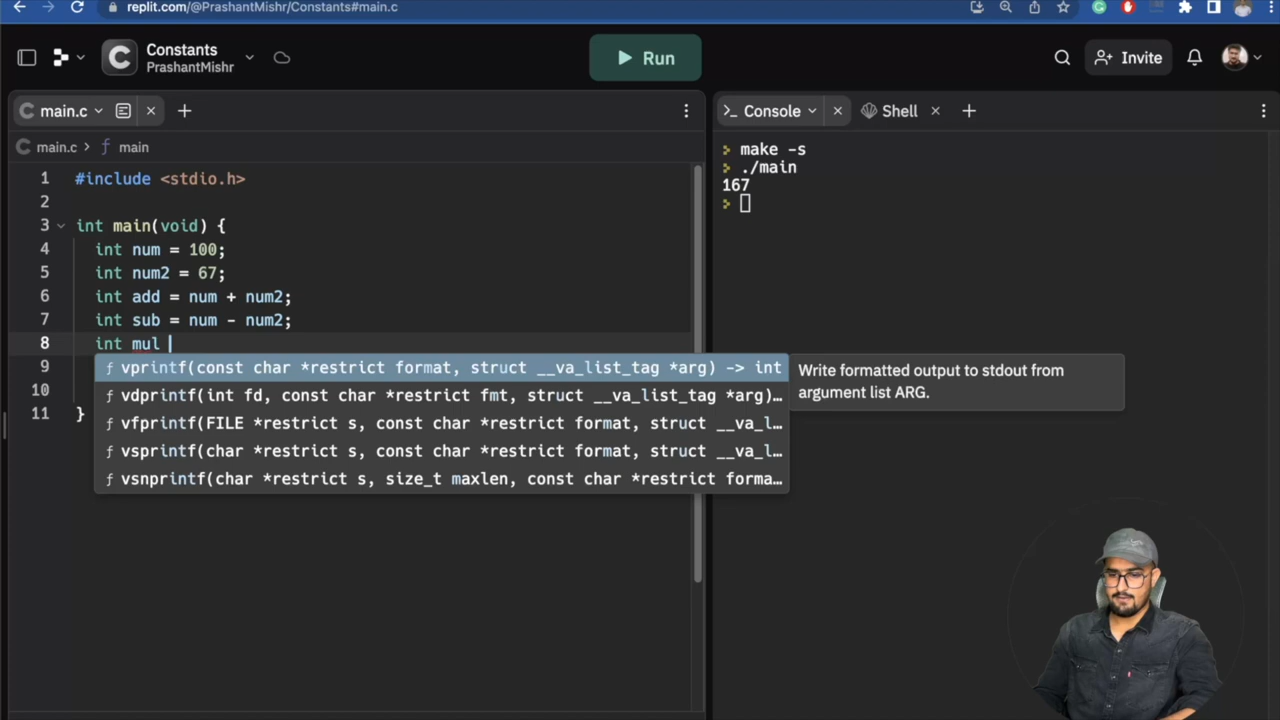 replit.com/@PrashantMishr/Constants#main.c
Constants
PrashantMishr
Run
Invite
main.c
Console
Shell
main.c > ƒ main
1 #include <stdio.h>
2
3 int main(void) {
4 int num = 100;
5 int num2 = 67;
6 int add = num + num2;
7 int sub = num - num2;
8 int mul
9
10
11 }
ƒ vprintf(const char *restrict format, struct __va_list_tag *arg) -> int
ƒ vdprintf(int fd, const char *restrict fmt, struct __va_list_tag *arg)…
ƒ vfprintf(FILE *restrict s, const char *restrict format, struct __va_l…
ƒ vsprintf(char *restrict s, const char *restrict format, struct __va_l…
ƒ vsnprintf(char *restrict s, size_t maxlen, const char *restrict forma…
Write formatted output to stdout from
argument list ARG.
> make -s
> ./main
167
>